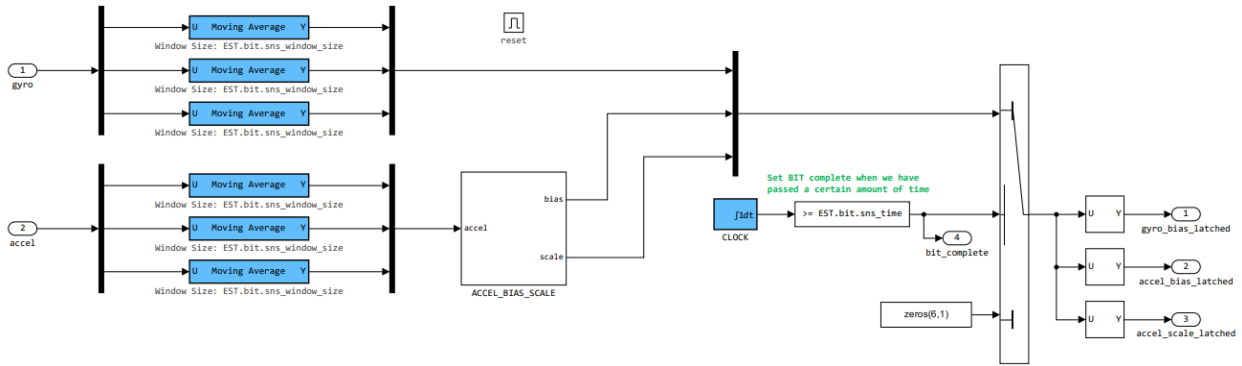 reset
1
gyro
U Moving Average Y
Window Size: EST.bit.sns_window_size
U Moving Average Y
Window Size: EST.bit.sns_window_size
U Moving Average Y
Window Size: EST.bit.sns_window_size
2
accel
U Moving Average Y
Window Size: EST.bit.sns_window_size
U Moving Average Y
Window Size: EST.bit.sns_window_size
U Moving Average Y
Window Size: EST.bit.sns_window_size
accel
bias
scale
ACCEL_BIAS_SCALE
Set BIT complete when we have
passed a certain amount of time
∫1dt
CLOCK
>= EST.bit.sns_time
4
bit_complete
zeros(6,1)
U Y
1
gyro_bias_latched
U Y
2
accel_bias_latched
U Y
3
accel_scale_latched